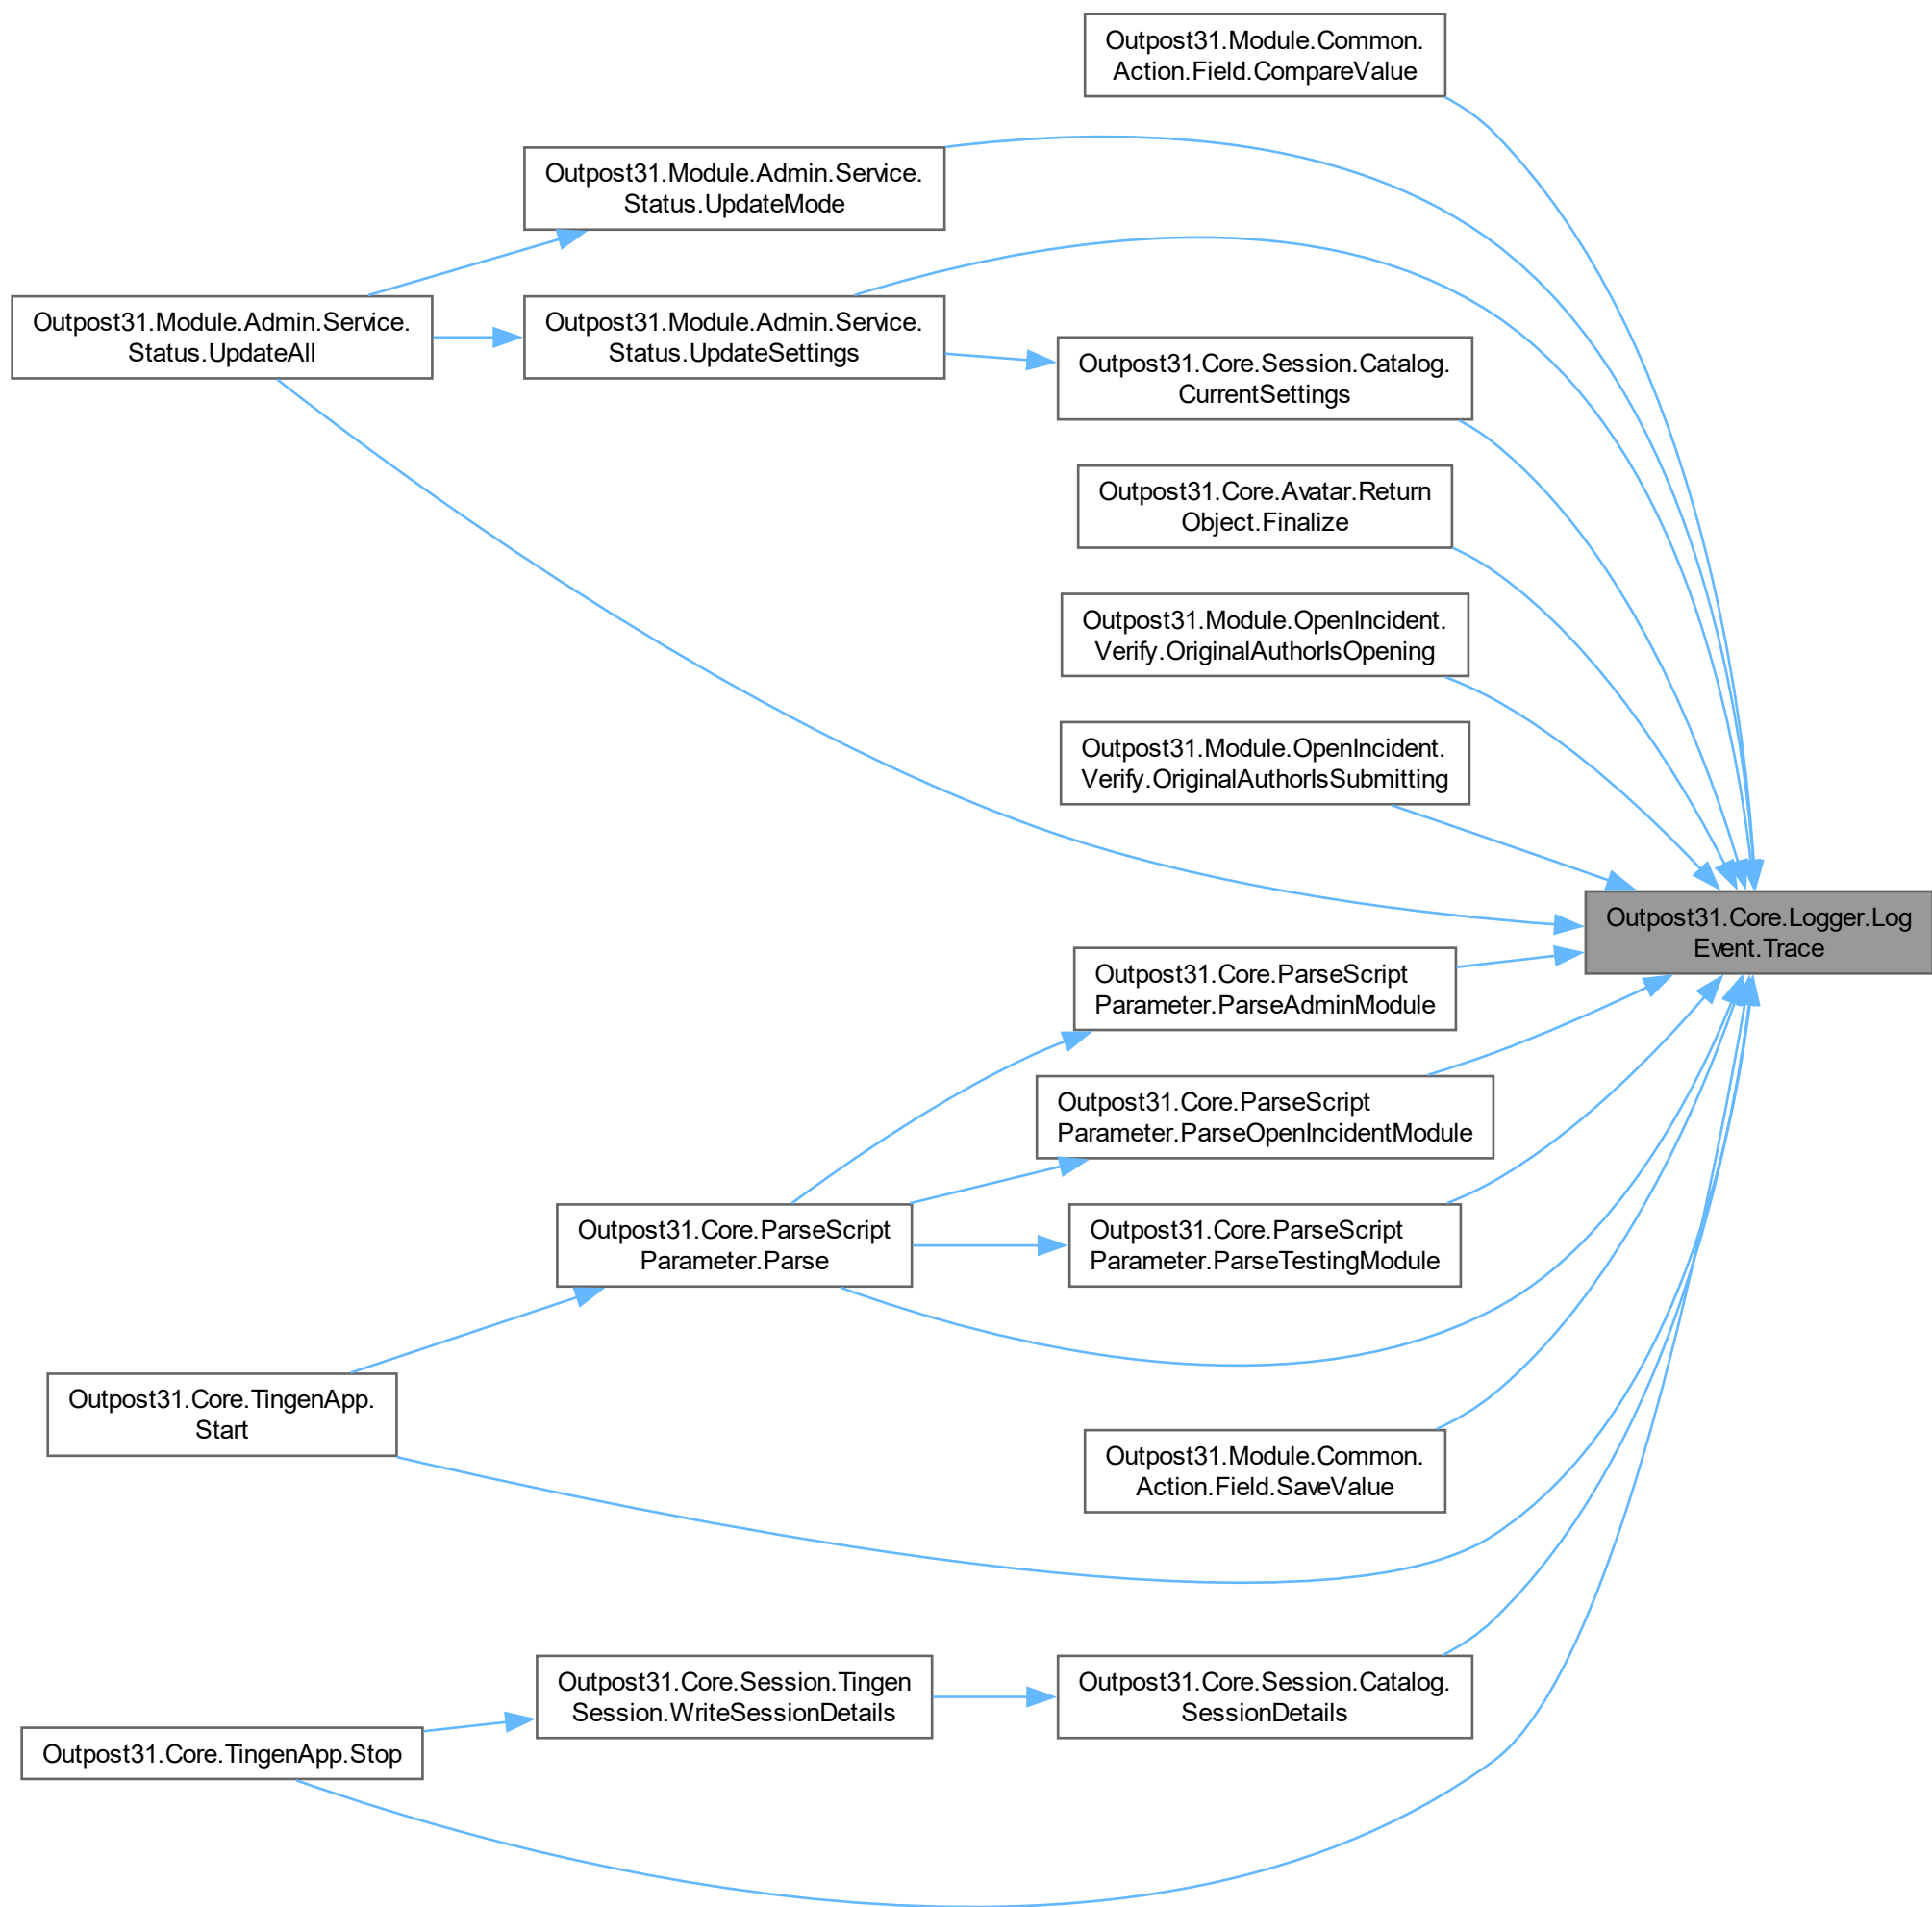 Outpost31.Module.Common.
Action.Field.CompareValue
Outpost31.Module.Admin.Service.
Status.UpdateMode
Outpost31.Module.Admin.Service.
Status.UpdateAll
Outpost31.Module.Admin.Service.
Status.UpdateSettings
Outpost31.Core.Session.Catalog.
CurrentSettings
Outpost31.Core.Avatar.Return
Object.Finalize
Outpost31.Module.OpenIncident.
Verify.OriginalAuthorIsOpening
Outpost31.Module.OpenIncident.
Verify.OriginalAuthorIsSubmitting
Outpost31.Core.Logger.Log
Event.Trace
Outpost31.Core.ParseScript
Parameter.ParseAdminModule
Outpost31.Core.ParseScript
Parameter.ParseOpenIncidentModule
Outpost31.Core.ParseScript
Parameter.Parse
Outpost31.Core.ParseScript
Parameter.ParseTestingModule
Outpost31.Core.TingenApp.
Start
Outpost31.Module.Common.
Action.Field.SaveValue
Outpost31.Core.Session.Tingen
Session.WriteSessionDetails
Outpost31.Core.Session.Catalog.
SessionDetails
Outpost31.Core.TingenApp.Stop